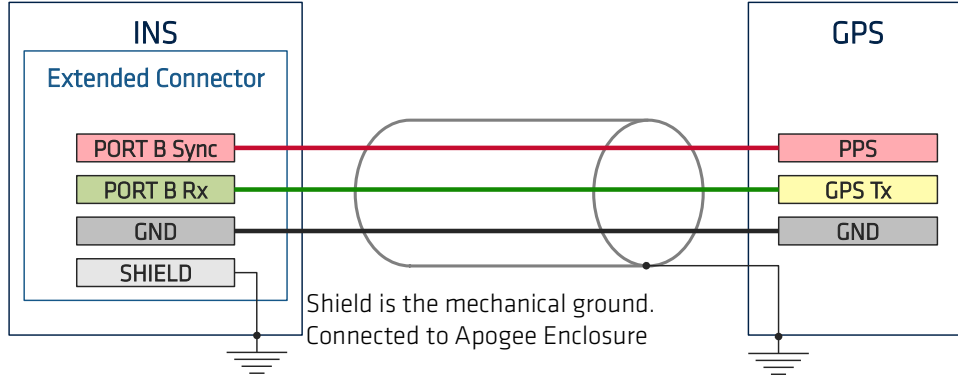 INS
GPS
Extended Connector
PORT B Sync
PPS
PORT B Rx
GPS Tx
GND
GND
SHIELD
Shield is the mechanical ground.
Connected to Apogee Enclosure